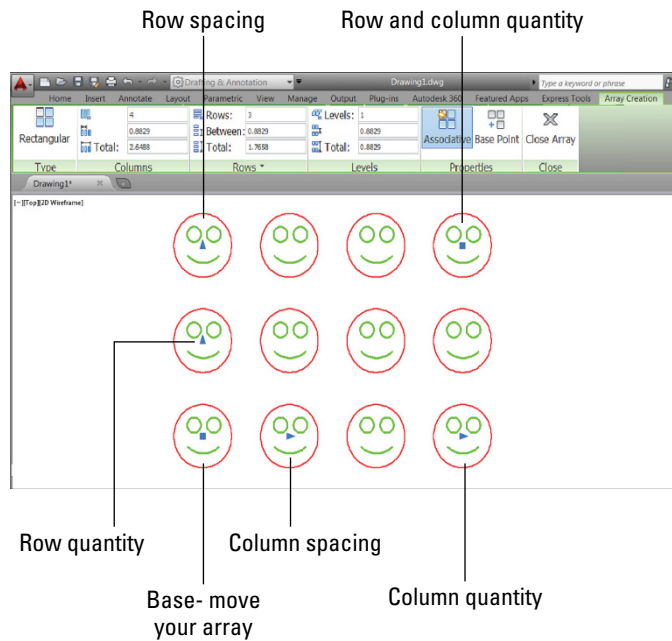 Row spacing
Row and column quantity
Drafting & Annotation
Drawing1.dwg
Type a keyword or phrase
Home Insert Annotate Layout Parametric View Manage Output Plug-ins Autodesk 360 Featured Apps Express Tools Array Creation
4 Rows: 3 Levels: 1
0.8829 Between: 0.8829 0.8829
Rectangular Associative Base Point Close Array
Total: 2.6488 Total: 1.7658 Total: 0.8829
Type Columns Rows Levels Properties Close
Drawing1*
[-][Top][2D Wireframe]
Row quantity
Column spacing
Base- move
your array
Column quantity